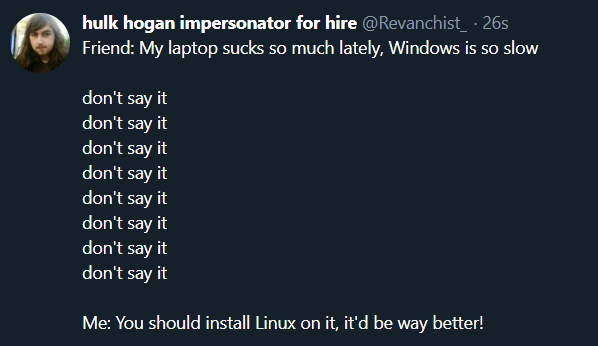 hulk hogan impersonator for hire @Revanchist_ · 26s
Friend: My laptop sucks so much lately, Windows is so slow
don't say it
don't say it
don't say it
don't say it
don't say it
don't say it
don't say it
don't say it
Me: You should install Linux on it, it'd be way better!